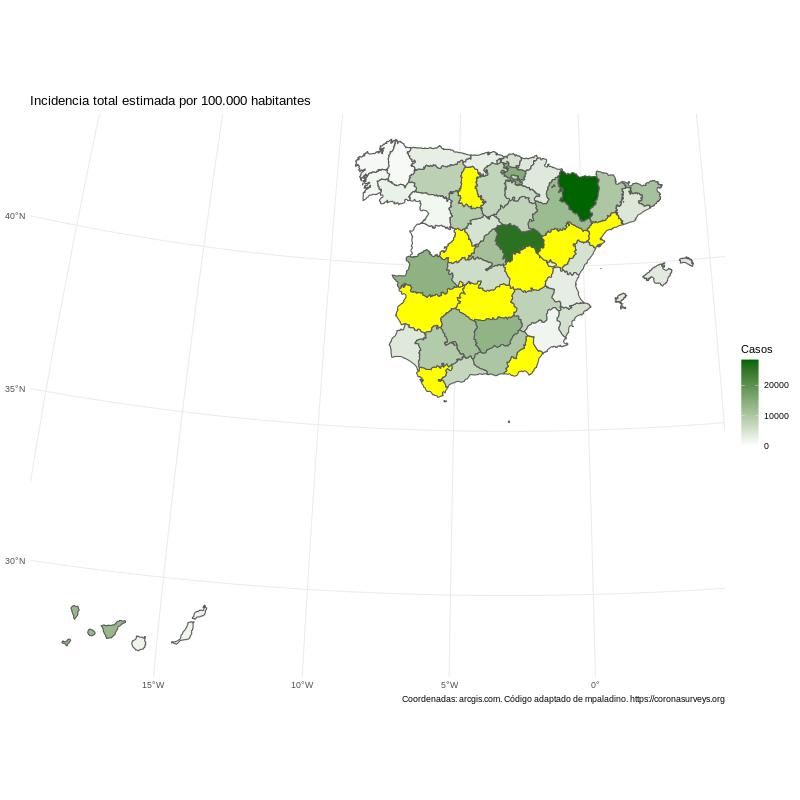 Incidencia total estimada por 100.000 habitantes
40°N
35°N
30°N
15°W
10°W
5°W
0°
Casos
20000
10000
0
Coordenadas: arcgis.com. Código adaptado de mpaladino. https://coronasurveys.org